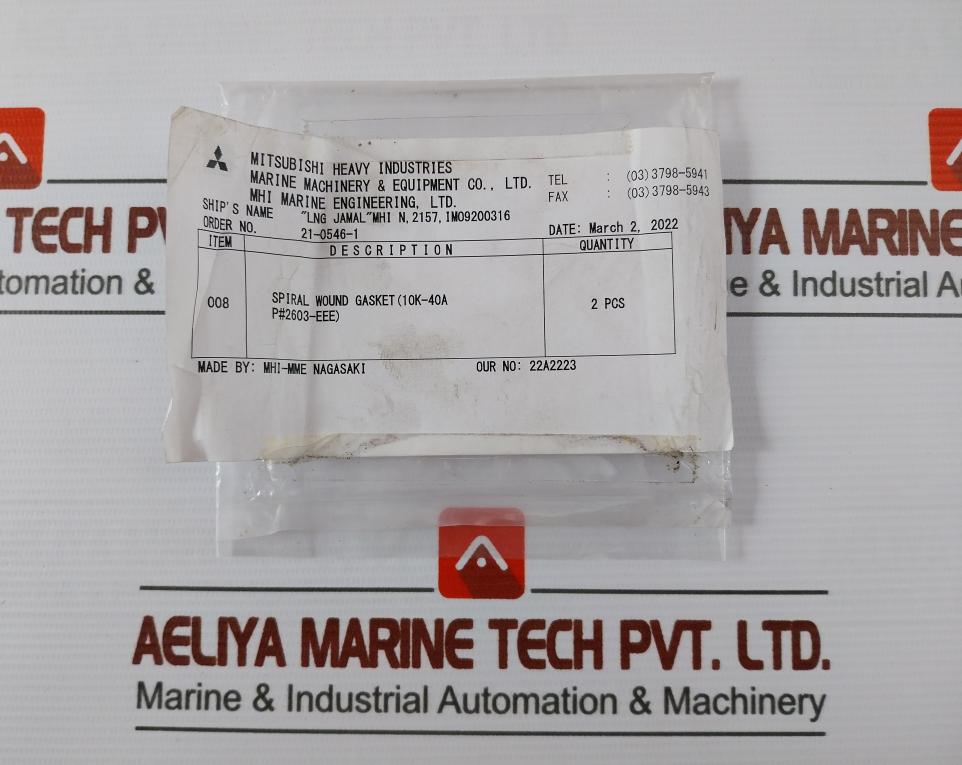 MITSUBISHI HEAVY INDUSTRIES
MARINE MACHINERY & EQUIPMENT CO., LTD.
MHI MARINE ENGINEERING, LTD.
TEL : (03)3798-5941
FAX : (03)3798-5943
SHIP'S NAME "LNG JAMAL"MHI N,2157,IMO9200316
ORDER NO. 21-0546-1 DATE: March 2, 2022
ITEM DESCRIPTION QUANTITY
008 SPIRAL WOUND GASKET(10K-40A 2 PCS
P#2603-EEE)
MADE BY: MHI-MME NAGASAKI OUR NO: 22A2223
TECH PV
tomation &
IYA MARINE
e & Industrial A
AELIYA MARINE TECH PVT. LTD.
Marine & Industrial Automation & Machinery